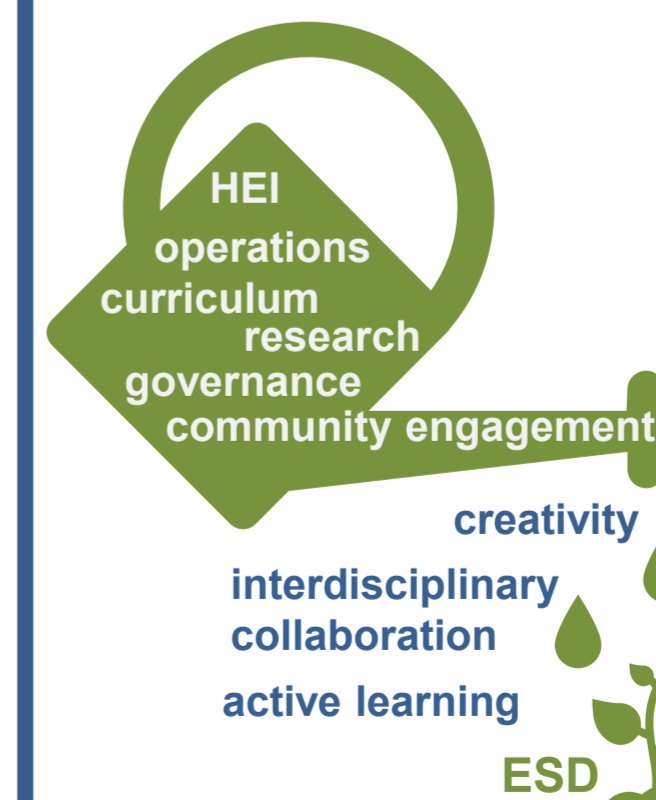 HEI
operations
curriculum
research
governance
community engagement
creativity
interdisciplinary
collaboration
active learning
ESD